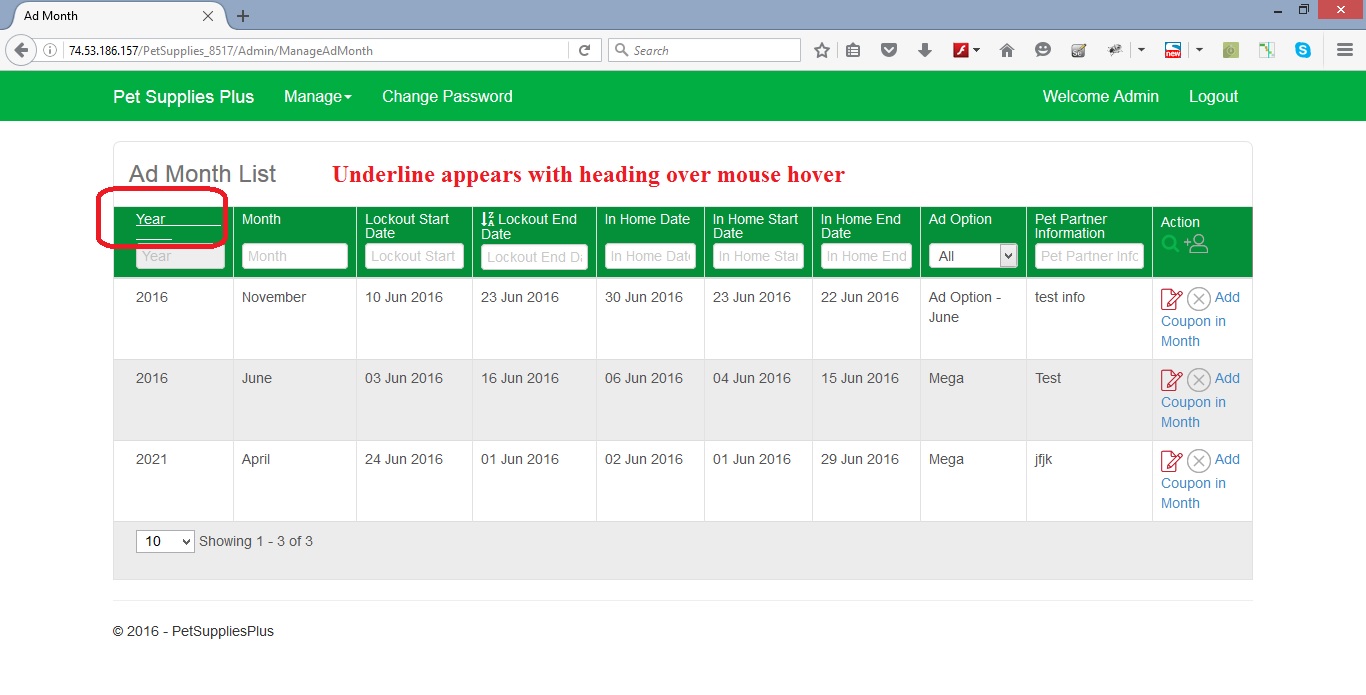 Ad Month
74.53.186.157/PetSupplies_8517/Admin/ManageAdMonth
Search
new
Pet Supplies Plus Manage Change Password Welcome Admin Logout
Ad Month List Underline appears with heading over mouse hover
Year Month Lockout Start Date Lockout End Date In Home Date In Home Start Date In Home End Date Ad Option Pet Partner Information Action
Year Month Lockout Start Lockout End Da In Home Date In Home Star In Home End All Pet Partner Info
2016 November 10 Jun 2016 23 Jun 2016 30 Jun 2016 23 Jun 2016 22 Jun 2016 Ad Option - June test info Add Coupon in Month
2016 June 03 Jun 2016 16 Jun 2016 06 Jun 2016 04 Jun 2016 15 Jun 2016 Mega Test Add Coupon in Month
2021 April 24 Jun 2016 01 Jun 2016 02 Jun 2016 01 Jun 2016 29 Jun 2016 Mega jfjk Add Coupon in Month
10 Showing 1 - 3 of 3
© 2016 - PetSuppliesPlus